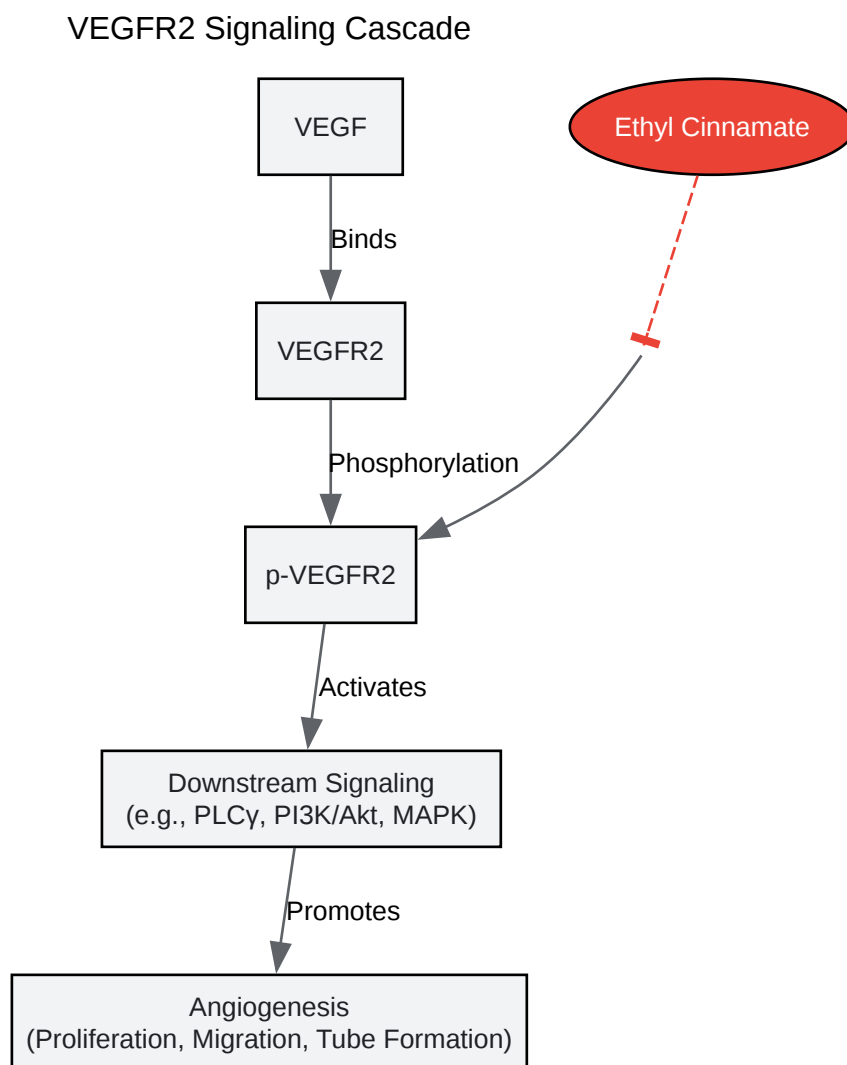 VEGFR2 Signaling Cascade
VEGF
Ethyl Cinnamate
Binds
VEGFR2
Phosphorylation
p-VEGFR2
Activates
Downstream Signaling
(e.g., PLCγ, PI3K/Akt, MAPK)
Promotes
Angiogenesis
(Proliferation, Migration, Tube Formation)